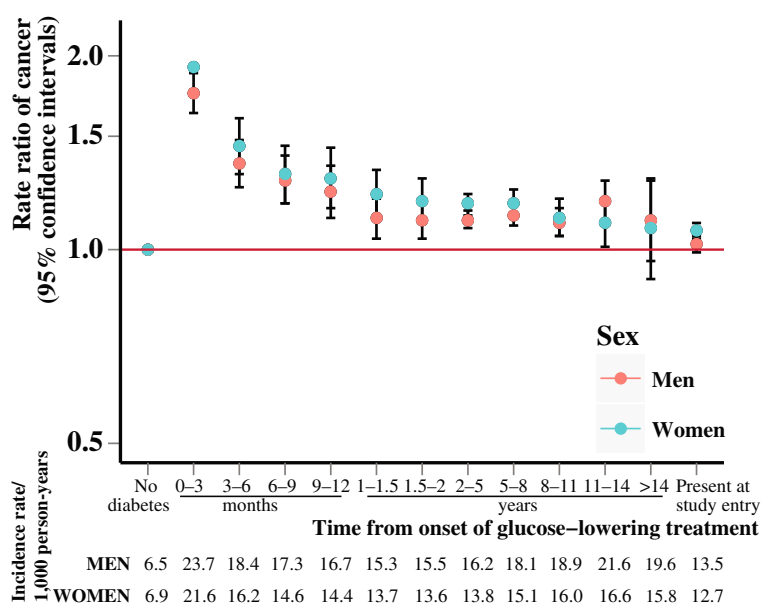 Rate ratio of cancer
(95% confidence intervals)
2.0
1.5
1.0
0.5
Sex
Men
Women
No diabetes
0–3 3–6 6–9 9–12
months
1–1.5 1.5–2 2–5 5–8 8–11 11–14 >14
years
Present at study entry
Time from onset of glucose–lowering treatment
Incidence rate/
1,000 person-years
MEN 6.5 23.7 18.4 17.3 16.7 15.3 15.5 16.2 18.1 18.9 21.6 19.6 13.5
WOMEN 6.9 21.6 16.2 14.6 14.4 13.7 13.6 13.8 15.1 16.0 16.6 15.8 12.7